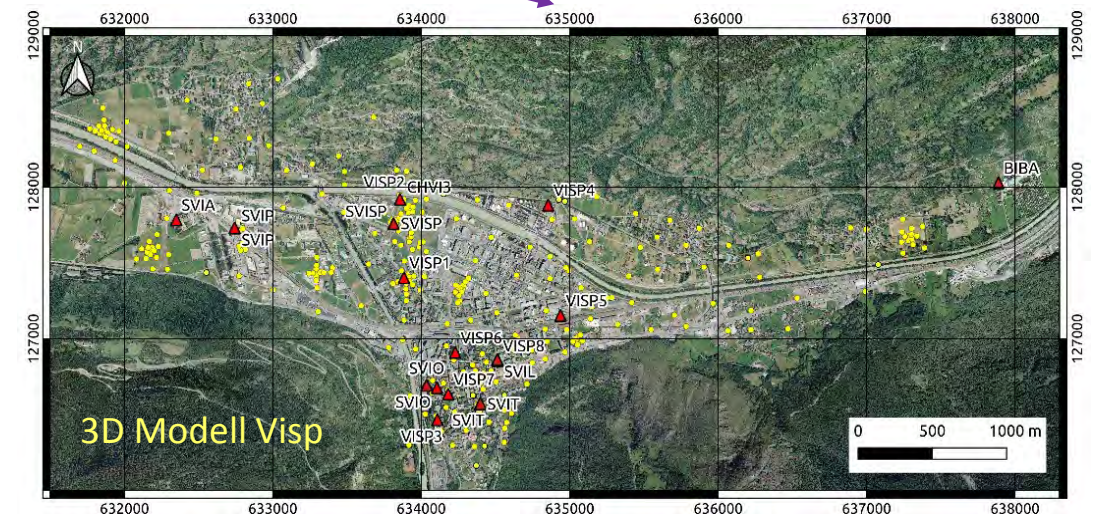 632000 633000 634000 635000 636000 637000 638000
129000 129000
N
BIBA
VISP2 CHVI3
128000 128000
VISP4
SVIA
SVISP
SVIP
SVISP
SVIP
VISP1
VISP5
127000 127000
VISP6
VISP8
SVIO
SVIL
VISP7
SVIO
SVIT
SVIT
VISP3
3D Modell Visp
0 500 1000 m
632000 633000 634000 635000 636000 637000 638000